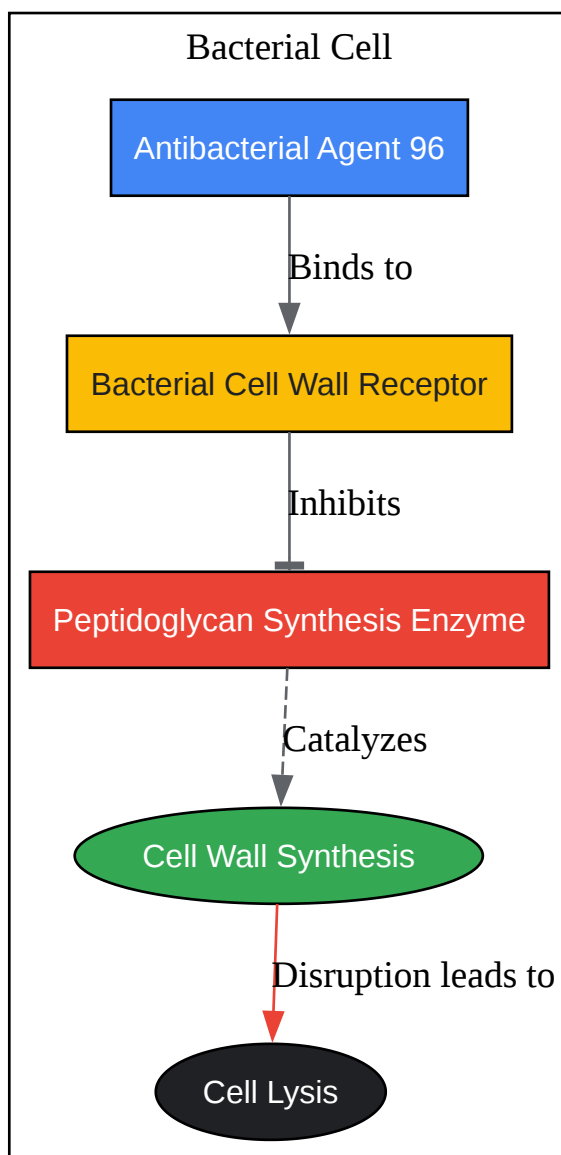 Bacterial Cell
Antibacterial Agent 96
Binds to
Bacterial Cell Wall Receptor
Inhibits
Peptidoglycan Synthesis Enzyme
Catalyzes
Cell Wall Synthesis
Disruption leads to
Cell Lysis